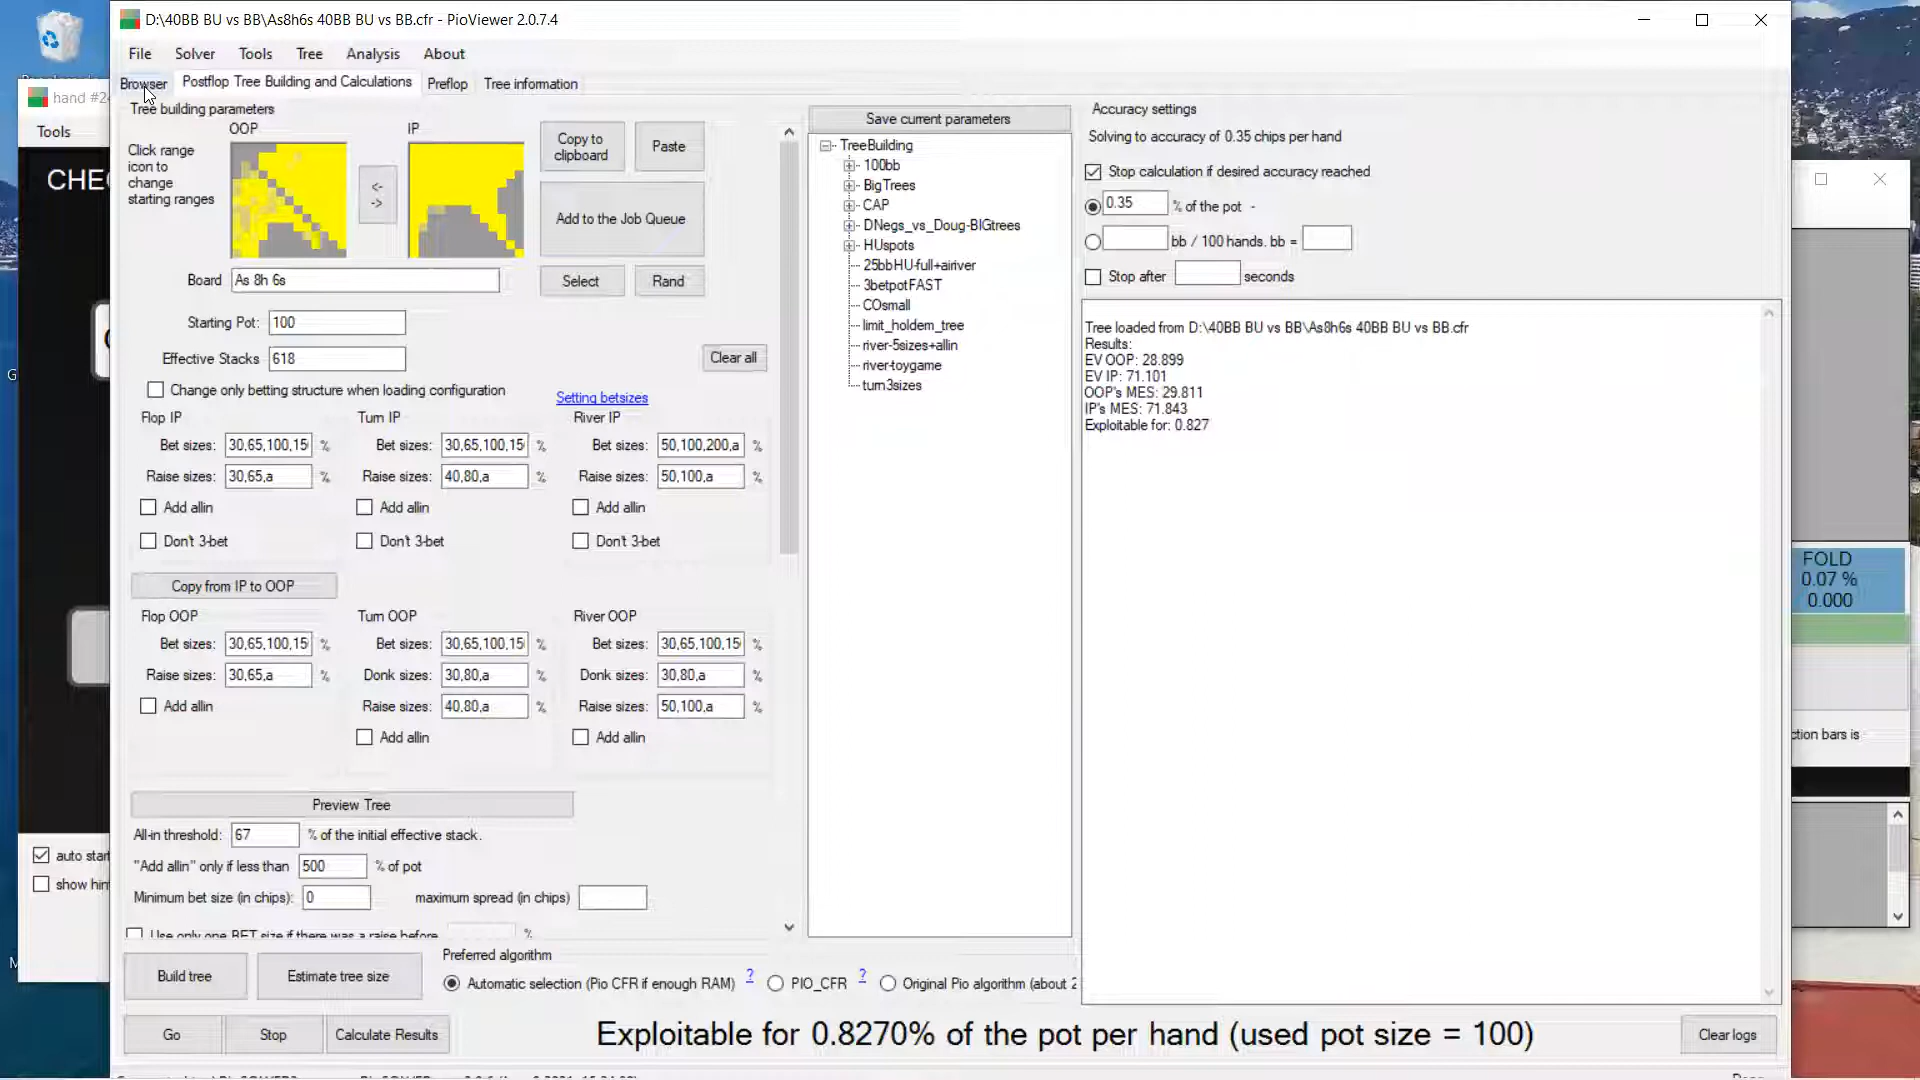 D:\40BB BU vs BB\As8h6s 40BB BU vs BB.cfr - PioViewer 2.0.7.4
File Solver Tools Tree Analysis About
Browser Postflop Tree Building and Calculations Preflop Tree information
hand #24
Tools
CHEC
Tree building parameters
OOP IP
Click range
icon to
change
starting ranges
<-
->
Copy to
clipboard
Paste
Add to the Job Queue
Board As 8h 6s
Select Rand
Starting Pot: 100
Effective Stacks 618
Clear all
Change only betting structure when loading configuration
Setting betsizes
Flop IP Turn IP River IP
Bet sizes: 30,65,100,15 % Bet sizes: 30,65,100,15 % Bet sizes: 50,100,200,a %
Raise sizes: 30,65,a % Raise sizes: 40,80,a % Raise sizes: 50,100,a %
Add allin Add allin Add allin
Don't 3-bet Don't 3-bet Don't 3-bet
Copy from IP to OOP
Flop OOP Turn OOP River OOP
Bet sizes: 30,65,100,15 % Bet sizes: 30,65,100,15 % Bet sizes: 30,65,100,15 %
Raise sizes: 30,65,a % Donk sizes: 30,80,a % Donk sizes: 30,80,a %
Add allin Raise sizes: 40,80,a % Raise sizes: 50,100,a %
Add allin Add allin
Preview Tree
All-in threshold: 67 % of the initial effective stack.
"Add allin" only if less than 500 % of pot
Minimum bet size (in chips): 0 maximum spread (in chips)
Use only one BET size if there was a raise before %
Build tree Estimate tree size
Preferred algorithm
Automatic selection (Pio CFR if enough RAM) ? PIO_CFR ? Original Pio algorithm (about 2
Go Stop Calculate Results
Exploitable for 0.8270% of the pot per hand (used pot size = 100)
Clear logs
Save current parameters
TreeBuilding
100bb
BigTrees
CAP
DNegs_vs_Doug-BIGtrees
HUspots
25bbHU-full+airiver
3betpotFAST
COsmall
limit_holdem_tree
river-5sizes+allin
river-toygame
turn3sizes
Accuracy settings
Solving to accuracy of 0.35 chips per hand
Stop calculation if desired accuracy reached
0.35 % of the pot -
bb / 100 hands. bb =
Stop after seconds
Tree loaded from D:\40BB BU vs BB\As8h6s 40BB BU vs BB.cfr
Results:
EV OOP: 28.899
EV IP: 71.101
OOP's MES: 29.811
IP's MES: 71.843
Exploitable for: 0.827
FOLD
0.07 %
0.000
ction bars is
auto start
show hin